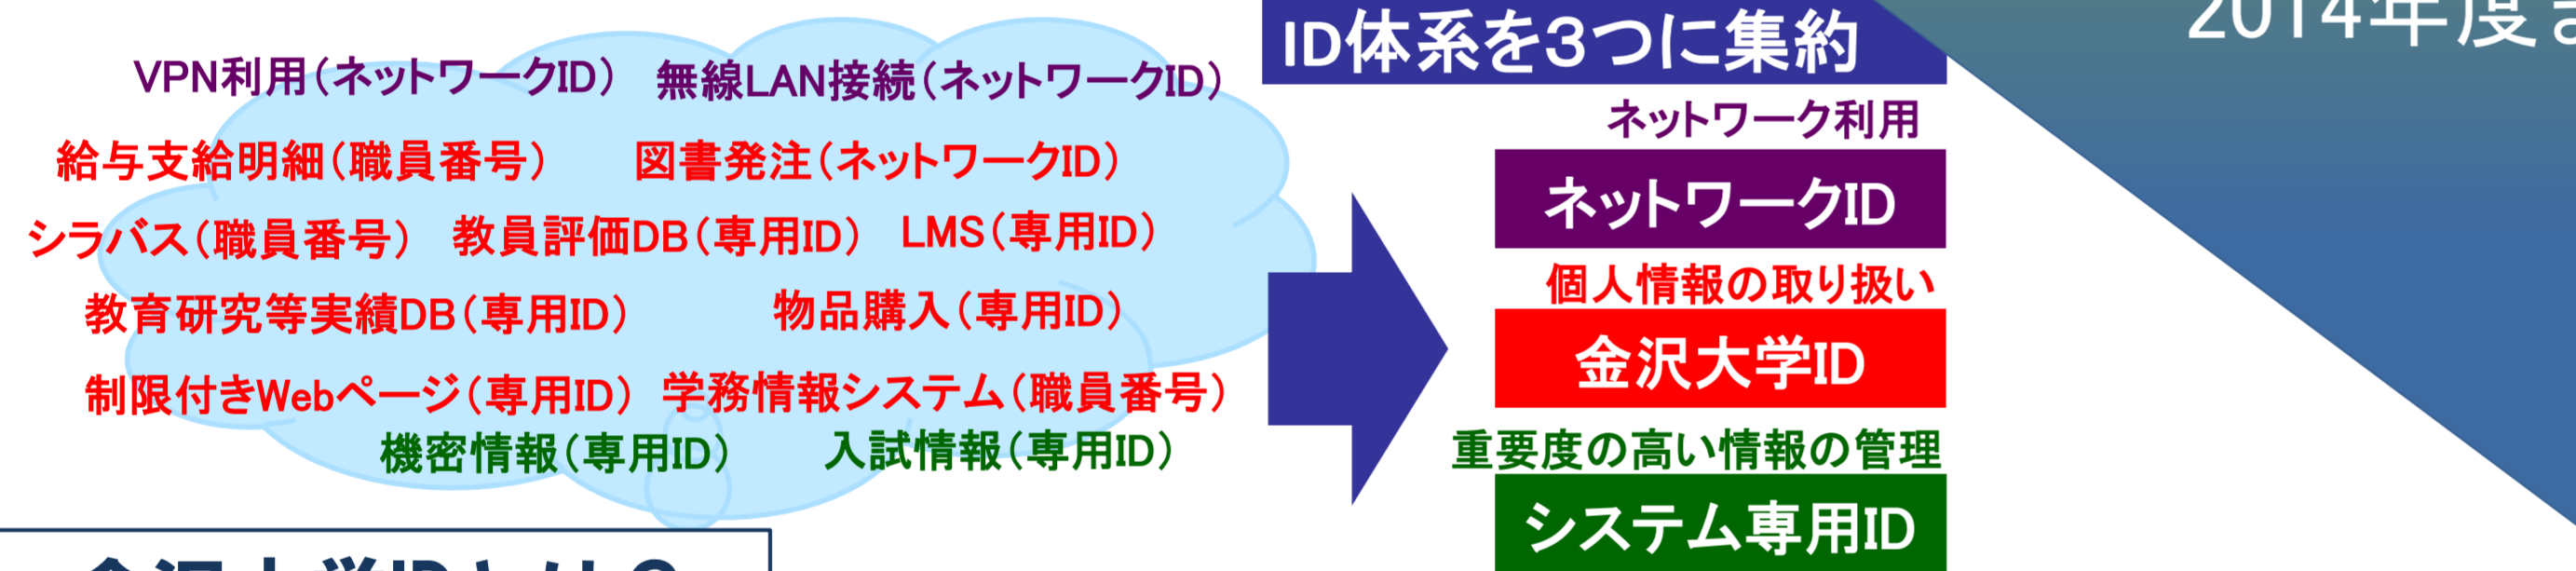 2014年度ま
ID体系を3つに集約
VPN利用(ネットワークID) 無線LAN接続(ネットワークID)
給与支給明細(職員番号) 図書発注(ネットワークID)
シラバス(職員番号) 教員評価DB(専用ID) LMS(専用ID)
教育研究等実績DB(専用ID) 物品購入(専用ID)
制限付きWebページ(専用ID) 学務情報システム(職員番号)
機密情報(専用ID) 入試情報(専用ID)
ネットワーク利用
ネットワークID
個人情報の取り扱い
金沢大学ID
重要度の高い情報の管理
システム専用ID
金沢大学IDとは?